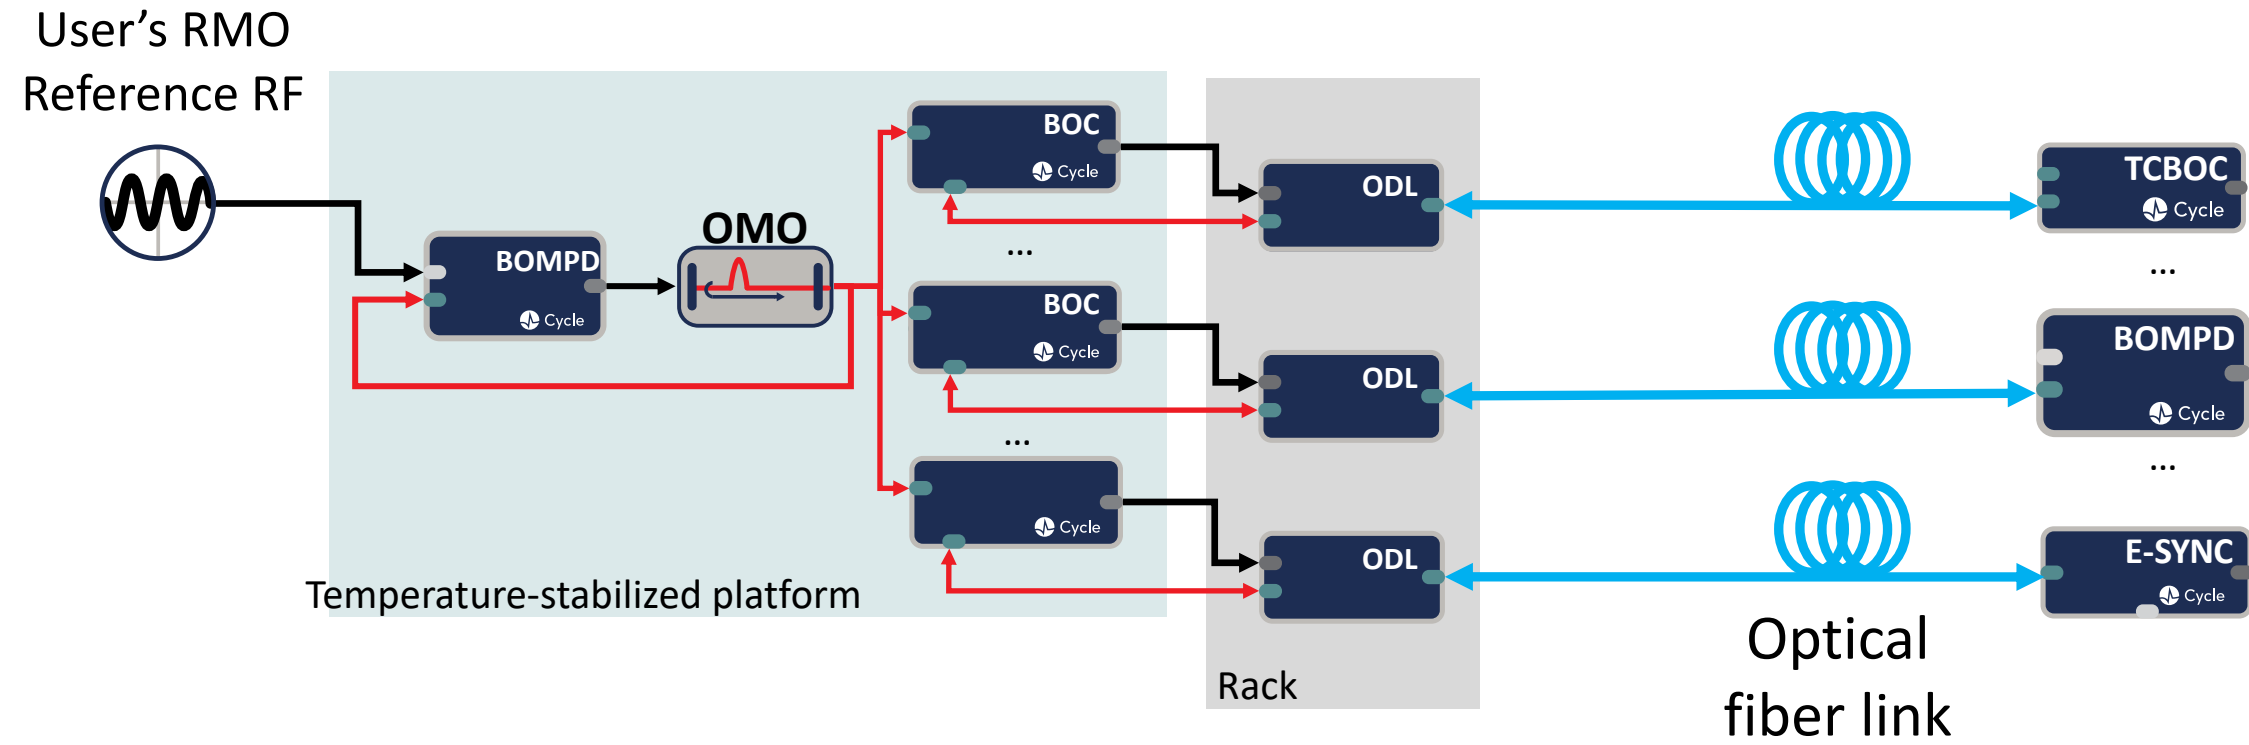 User's RMO
Reference RF
BOC
Cycle
ODL
TCBOC
Cycle
OMO
...
...
BOMPD
Cycle
BOC
Cycle
ODL
BOMPD
Cycle
...
...
Cycle
ODL
E-SYNC
Cycle
Temperature-stabilized platform
Rack
Optical
fiber link